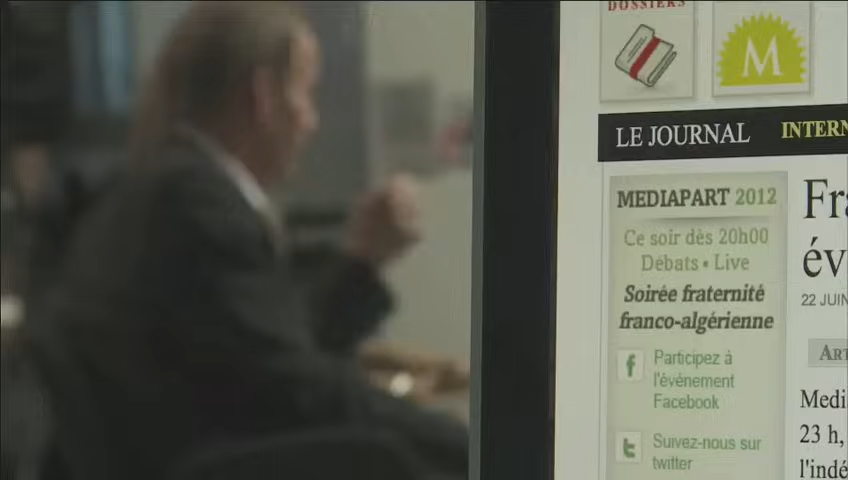 DOSSIERS
M
LE JOURNAL INTERN
MEDIAPART 2012
Ce soir dès 20h00
Débats • Live
Soirée fraternité
franco-algérienne
f Participez à
l'évènement
Facebook
t Suivez-nous sur
twitter
Fra
év
22 JUIN
ART
Medi
23 h,
l'indé